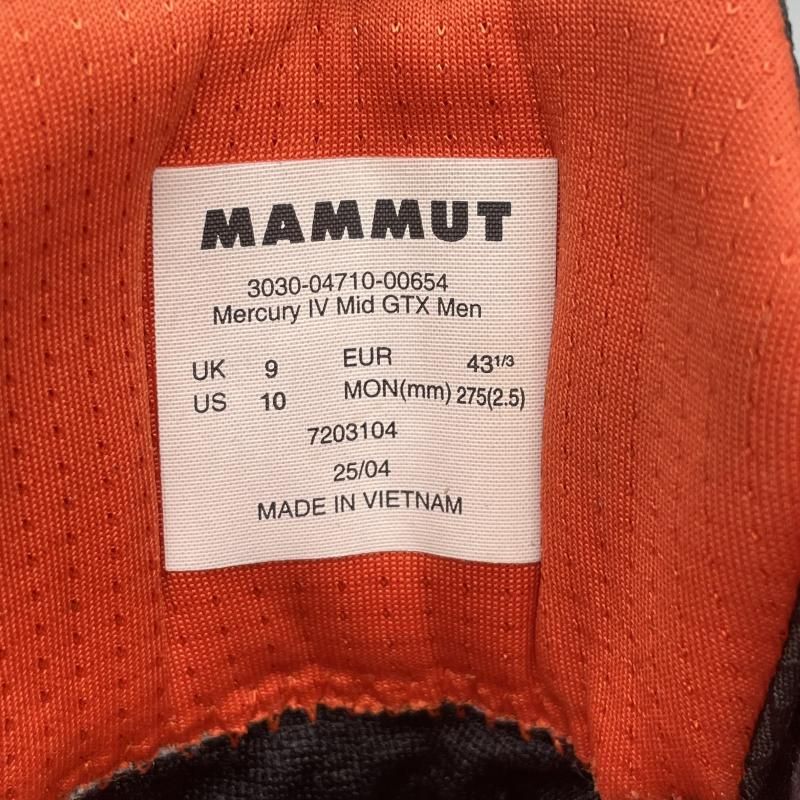 MAMMUT
3030-04710-00654
Mercury IV Mid GTX Men
UK 9 EUR 43 1/3
US 10 MON(mm) 275(2.5)
7203104
25/04
MADE IN VIETNAM